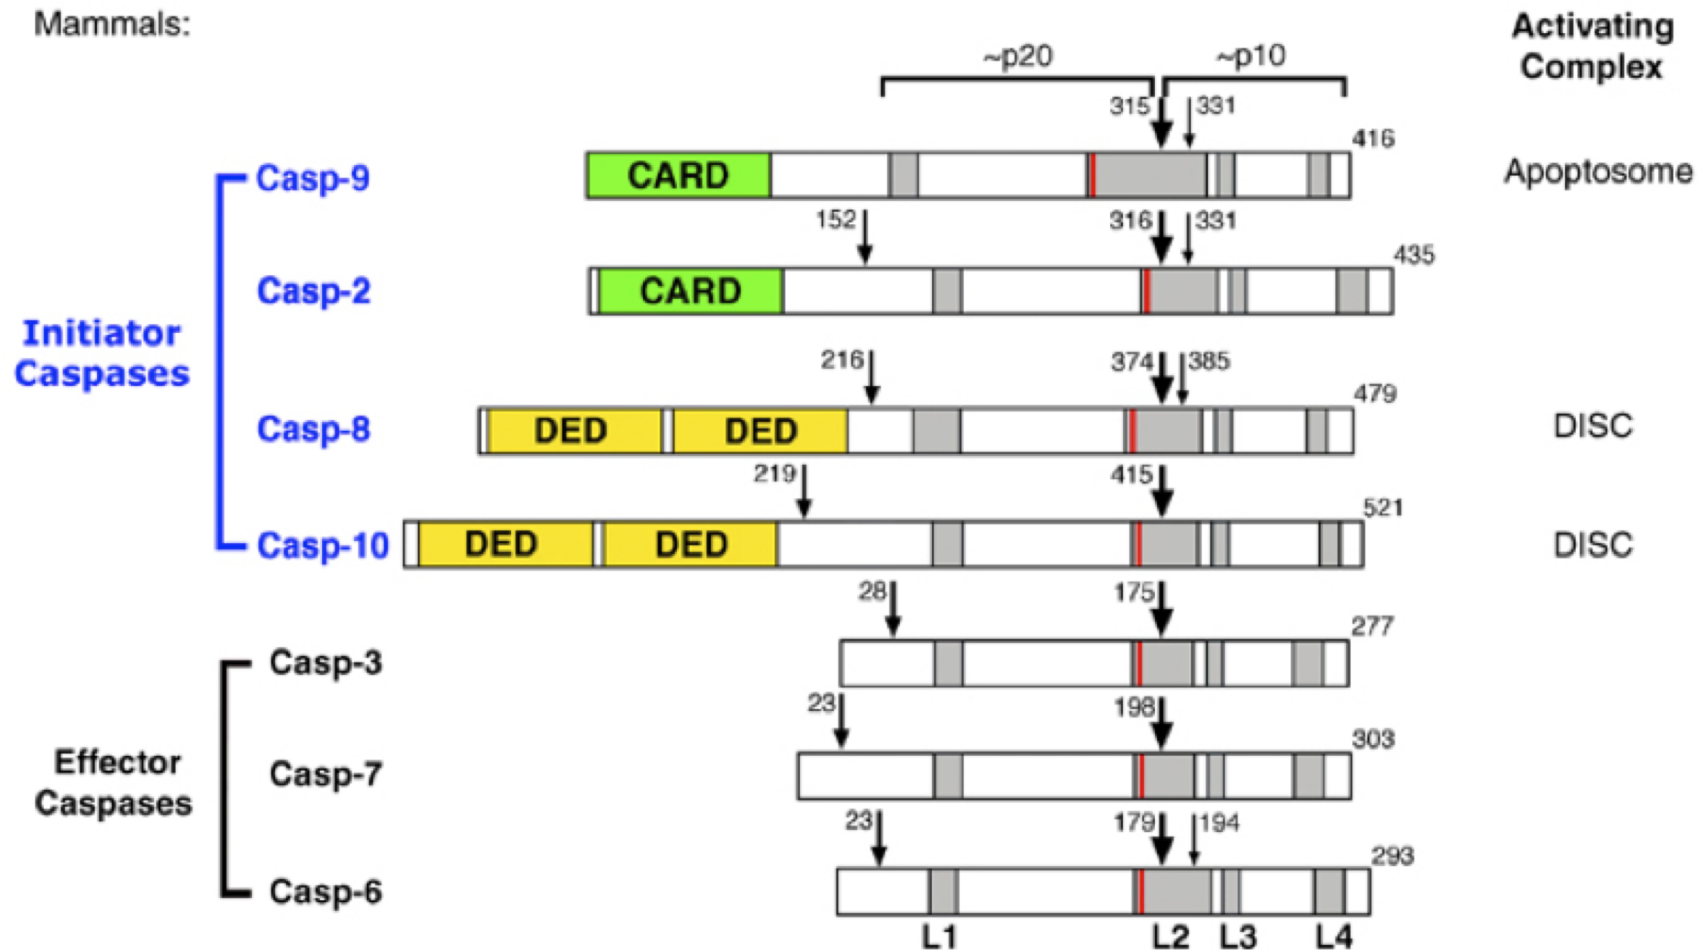 Mammals:
Activating
Complex
~p20
~p10
315
331
416
Casp-9
CARD
Apoptosome
152
316
331
435
Casp-2
CARD
Initiator
Caspases
216
374
385
479
Casp-8
DED
DED
DISC
219
415
521
Casp-10
DED
DED
DISC
28
175
277
Casp-3
23
198
303
Effector
Caspases
Casp-7
23
179
194
293
Casp-6
L1
L2
L3
L4